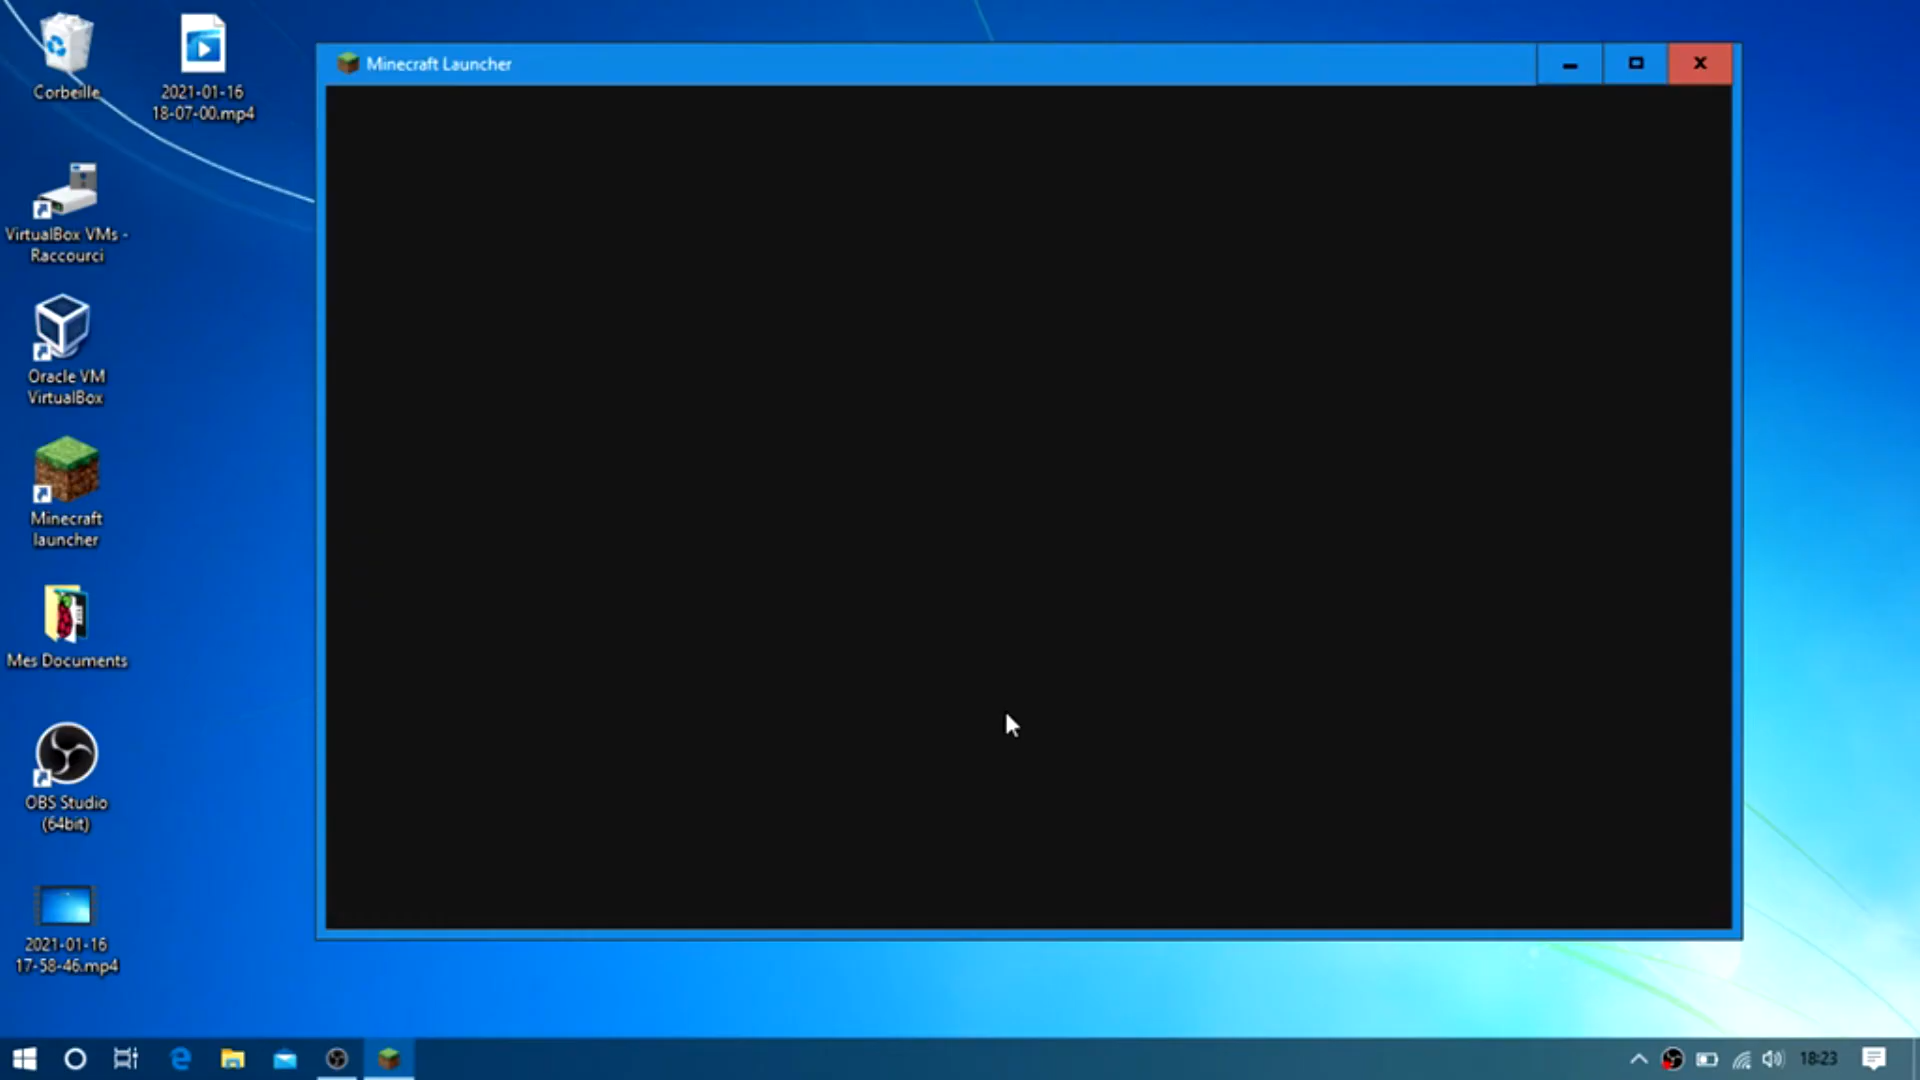 Corbeille
2021-01-16
18-07-00.mp4
Minecraft Launcher
VirtualBox VMs -
Raccourci
Oracle VM
VirtualBox
Minecraft
launcher
Mes Documents
OBS Studio
(64bit)
2021-01-16
17-58-46.mp4
18:23